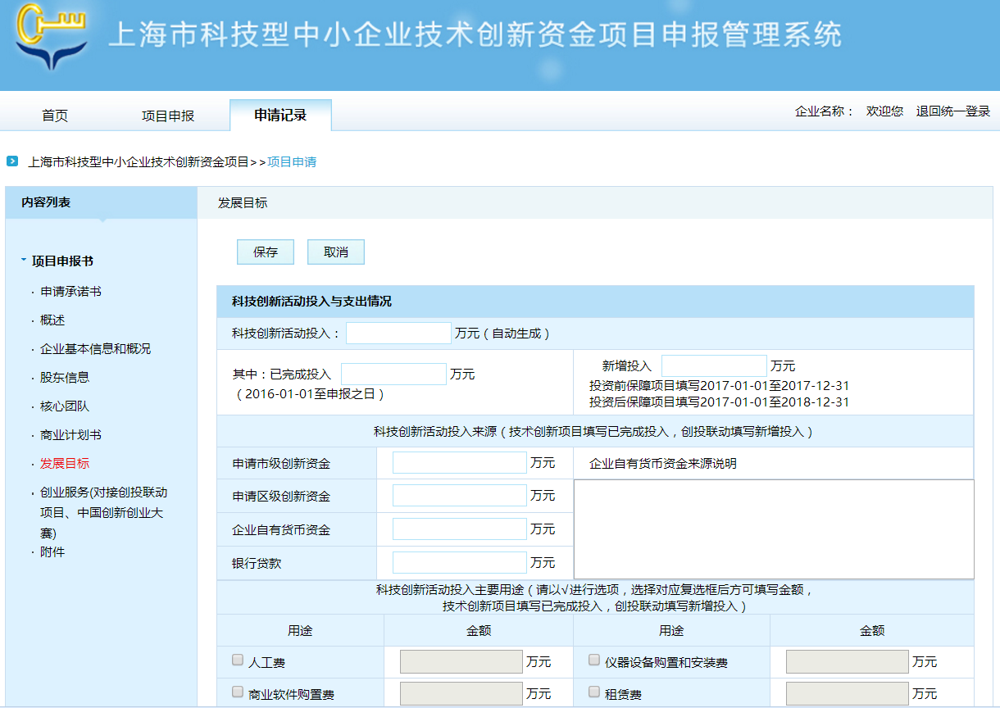 上海市科技型中小企业技术创新资金项目申报管理系统
首页 项目申报 申请记录 企业名称： 欢迎您 退回统一登录
上海市科技型中小企业技术创新资金项目>>项目申请
内容列表
项目申报书
· 申请承诺书
· 概述
· 企业基本信息和概况
· 股东信息
· 核心团队
· 商业计划书
· 发展目标
· 创业服务(对接创投联动
项目、中国创新创业大
赛)
· 附件
发展目标
保存 取消
科技创新活动投入与支出情况
科技创新活动投入： 万元（自动生成）
其中：已完成投入 万元
（2016-01-01至申报之日）
新增投入 万元
投资前保障项目填写2017-01-01至2017-12-31
投资后保障项目填写2017-01-01至2018-12-31
科技创新活动投入来源（技术创新项目填写已完成投入，创投联动填写新增投入）
申请市级创新资金 万元 企业自有货币资金来源说明
申请区级创新资金 万元
企业自有货币资金 万元
银行贷款 万元
科技创新活动投入主要用途（请以√进行选项，选择对应复选框后方可填写金额，
技术创新项目填写已完成投入，创投联动填写新增投入）
用途 金额 用途 金额
人工费 万元 仪器设备购置和安装费 万元
商业软件购置费 万元 租赁费 万元